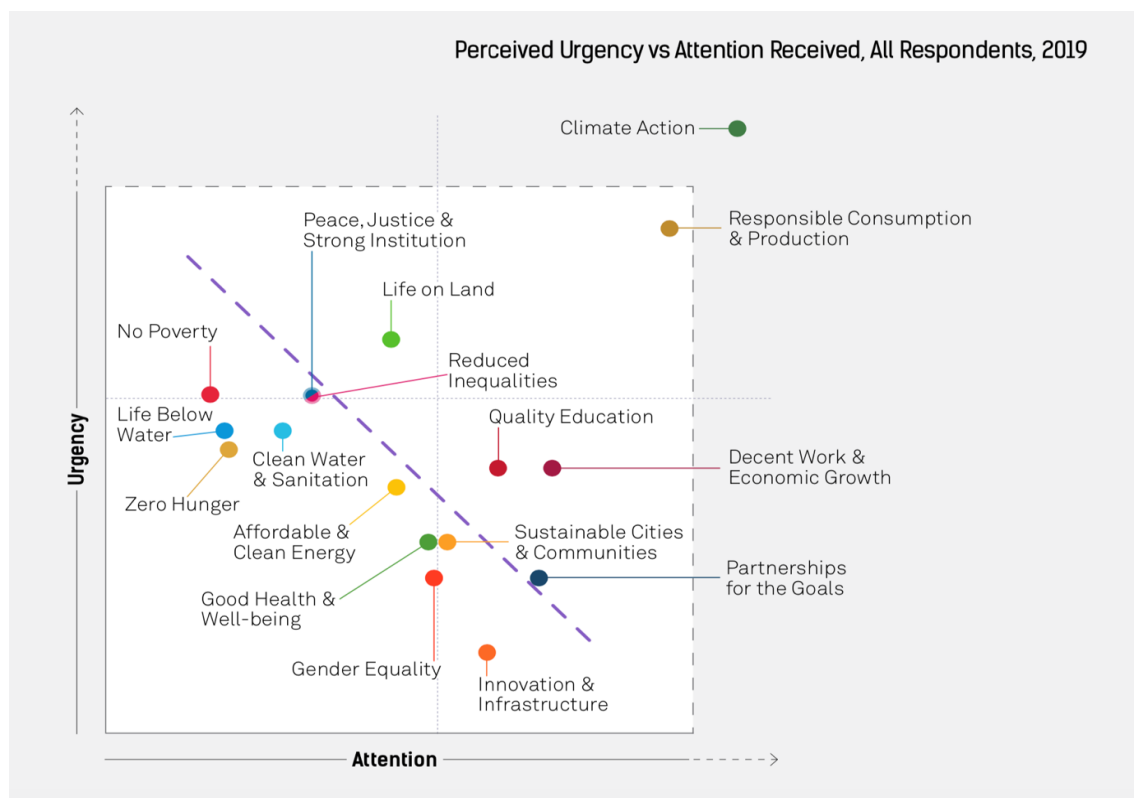 Perceived Urgency vs Attention Received, All Respondents, 2019
Climate Action
Responsible Consumption
& Production
Peace, Justice &
Strong Institution
Life on Land
No Poverty
Reduced
Inequalities
Life Below
Water
Quality Education
Clean Water
& Sanitation
Decent Work &
Economic Growth
Zero Hunger
Affordable &
Clean Energy
Sustainable Cities
& Communities
Partnerships
for the Goals
Good Health &
Well-being
Gender Equality
Innovation &
Infrastructure
Urgency
Attention